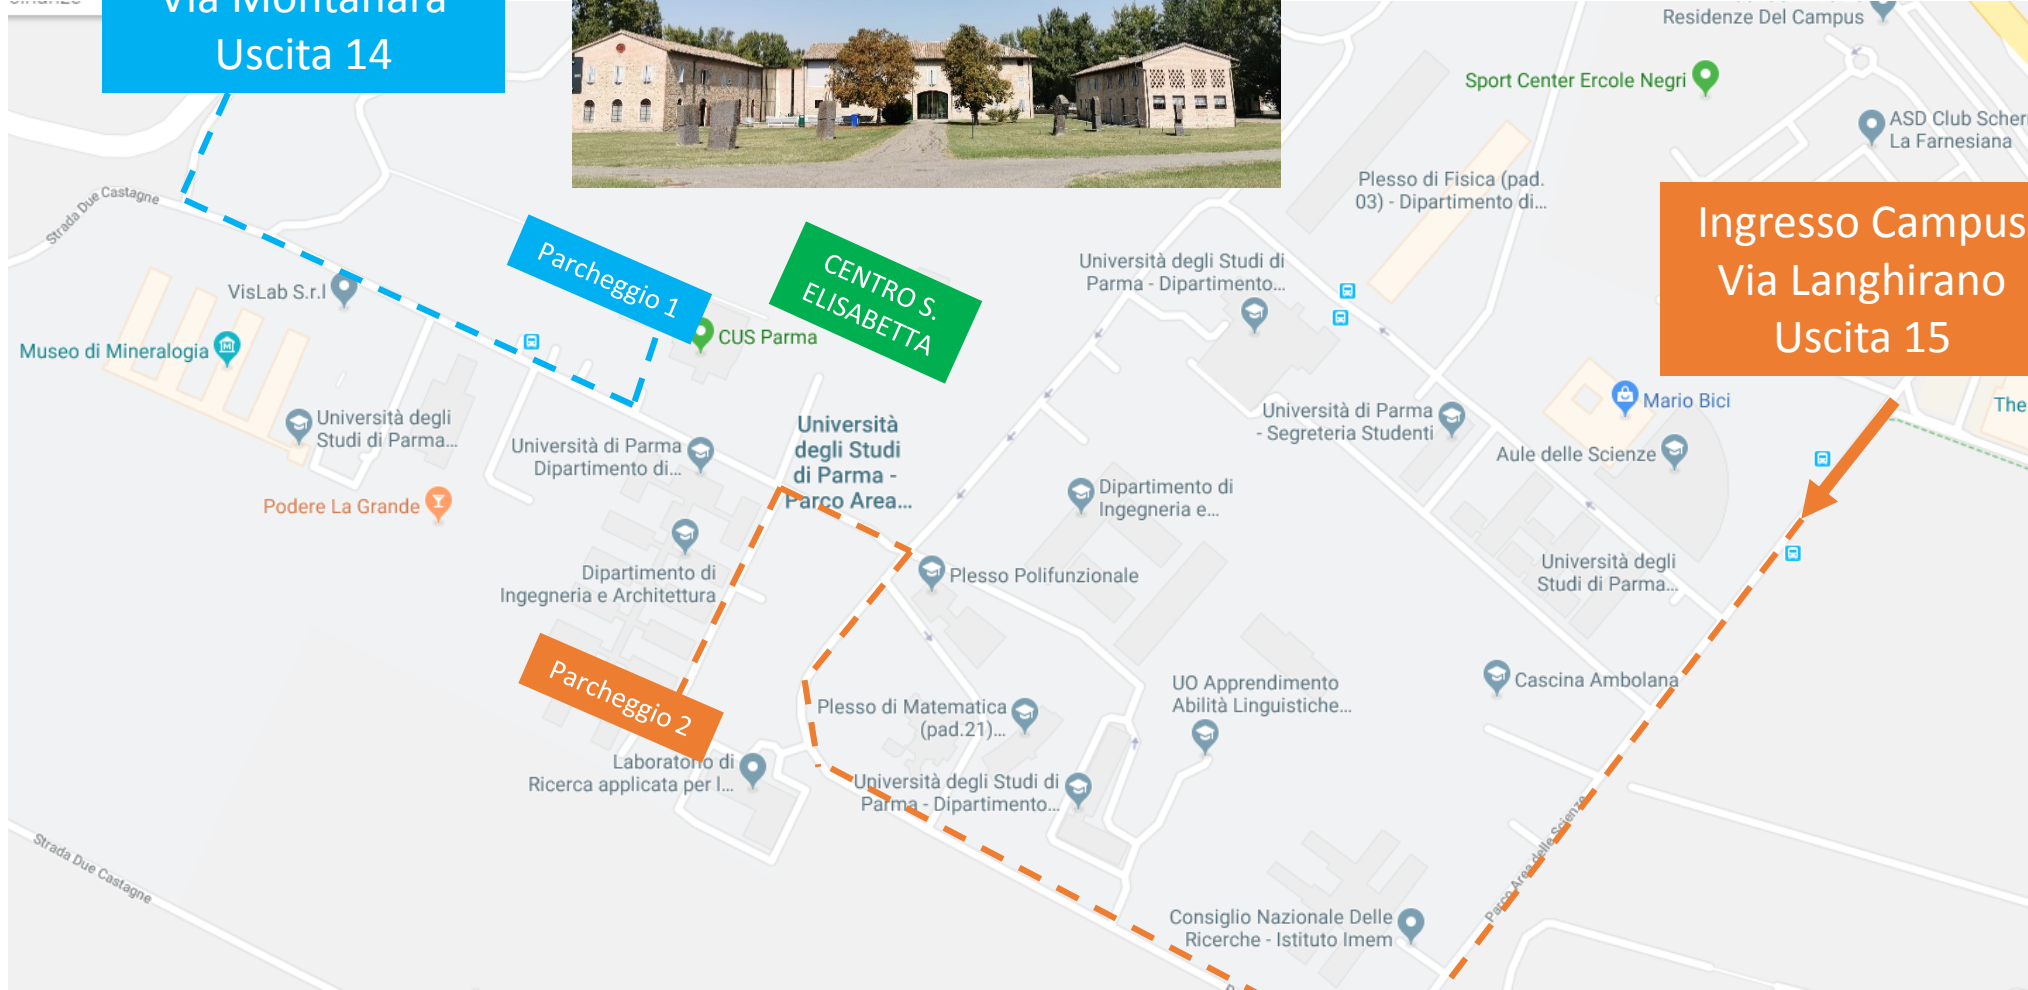 Via Montanara
Uscita 14
Residenze Del Campus
Sport Center Ercole Negri
ASD Club Scher
La Farnesiana
Plesso di Fisica (pad.
03) - Dipartimento di...
Ingresso Campus
Via Langhirano
Uscita 15
Strada Due Castagne
Parcheggio 1
CENTRO S.
ELISABETTA
Università degli Studi di
Parma - Dipartimento...
VisLab S.r.l
Museo di Mineralogia
CUS Parma
Mario Bici
The
Università degli
Studi di Parma...
Università di Parma
Dipartimento di...
Università
degli Studi
di Parma -
Parco Area...
Università di Parma
- Segreteria Studenti
Aule delle Scienze
Podere La Grande
Dipartimento di
Ingegneria e...
Dipartimento di
Ingegneria e Architettura
Plesso Polifunzionale
Università degli
Studi di Parma...
Parcheggio 2
Plesso di Matematica
(pad.21)...
UO Apprendimento
Abilità Linguistiche...
Cascina Ambolana
Laboratorio di
Ricerca applicata per l...
Università degli Studi di
Parma - Dipartimento...
Parco Area delle Scienze
Strada Due Castagne
Consiglio Nazionale Delle
Ricerche - Istituto Imem